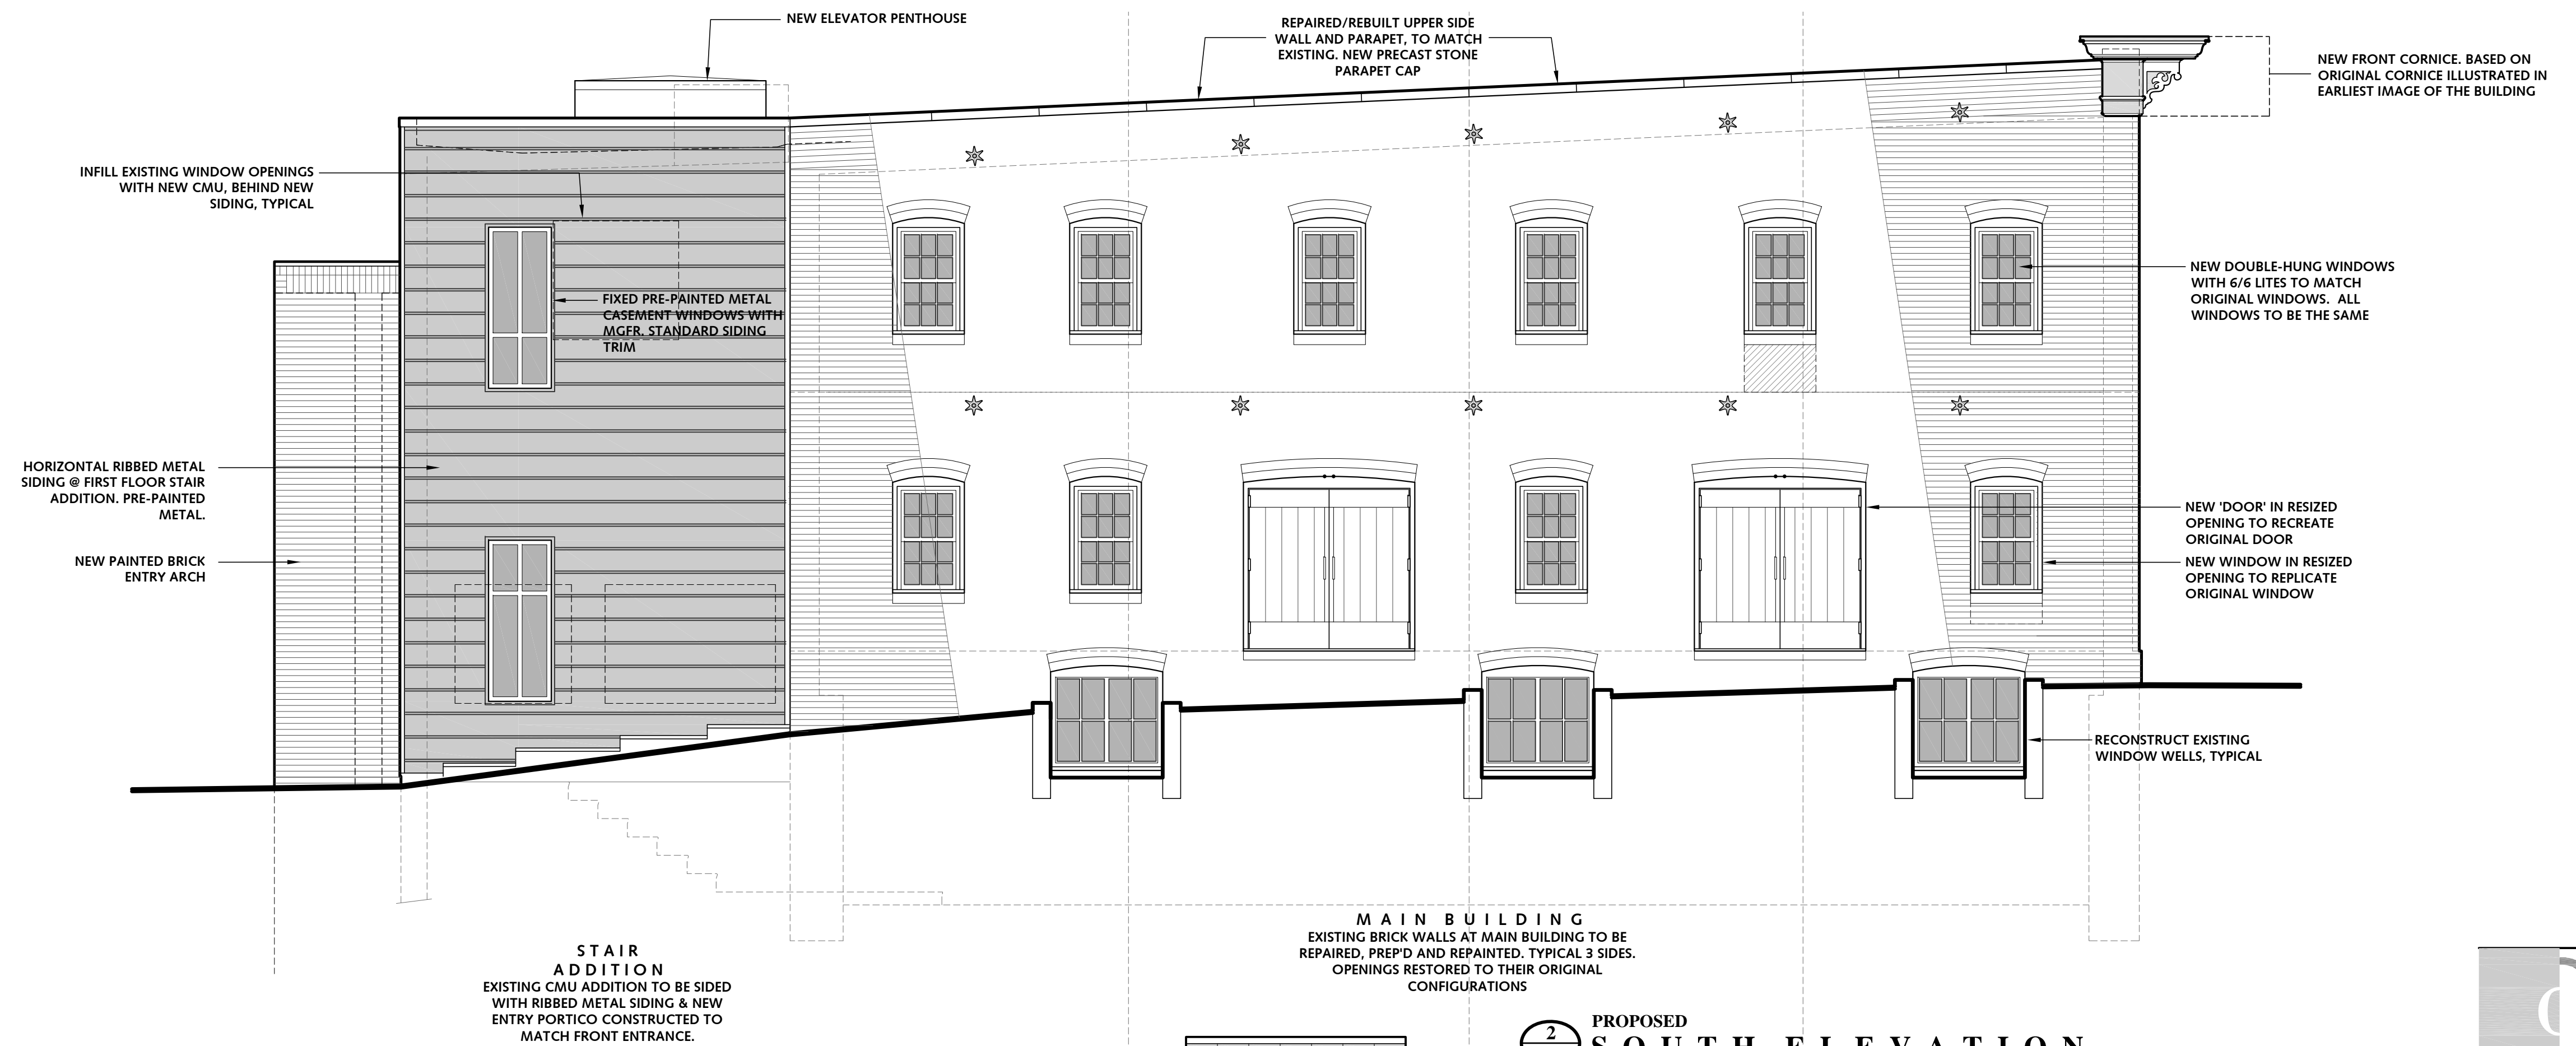 NEW ELEVATOR PENTHOUSE
REPAIRED/REBUILT UPPER SIDE
WALL AND PARAPET, TO MATCH
EXISTING. NEW PRECAST STONE
PARAPET CAP
NEW FRONT CORNICE. BASED ON
ORIGINAL CORNICE ILLUSTRATED IN
EARLIEST IMAGE OF THE BUILDING
INFILL EXISTING WINDOW OPENINGS
WITH NEW CMU, BEHIND NEW
SIDING, TYPICAL
FIXED PRE-PAINTED METAL
CASEMENT WINDOWS WITH
MGFR. STANDARD SIDING
TRIM
NEW DOUBLE-HUNG WINDOWS
WITH 6/6 LITES TO MATCH
ORIGINAL WINDOWS. ALL
WINDOWS TO BE THE SAME
HORIZONTAL RIBBED METAL
SIDING @ FIRST FLOOR STAIR
ADDITION. PRE-PAINTED
METAL.
NEW PAINTED BRICK
ENTRY ARCH
NEW 'DOOR' IN RESIZED
OPENING TO RECREATE
ORIGINAL DOOR
NEW WINDOW IN RESIZED
OPENING TO REPLICATE
ORIGINAL WINDOW
RECONSTRUCT EXISTING
WINDOW WELLS, TYPICAL
STAIR
ADDITION
EXISTING CMU ADDITION TO BE SIDED
WITH RIBBED METAL SIDING & NEW
ENTRY PORTICO CONSTRUCTED TO
MATCH FRONT ENTRANCE.
MAIN BUILDING
EXISTING BRICK WALLS AT MAIN BUILDING TO BE
REPAIRED, PREP'D AND REPAINTED. TYPICAL 3 SIDES.
OPENINGS RESTORED TO THEIR ORIGINAL
CONFIGURATIONS
2
PROPOSED
SOUTH ELEVATION